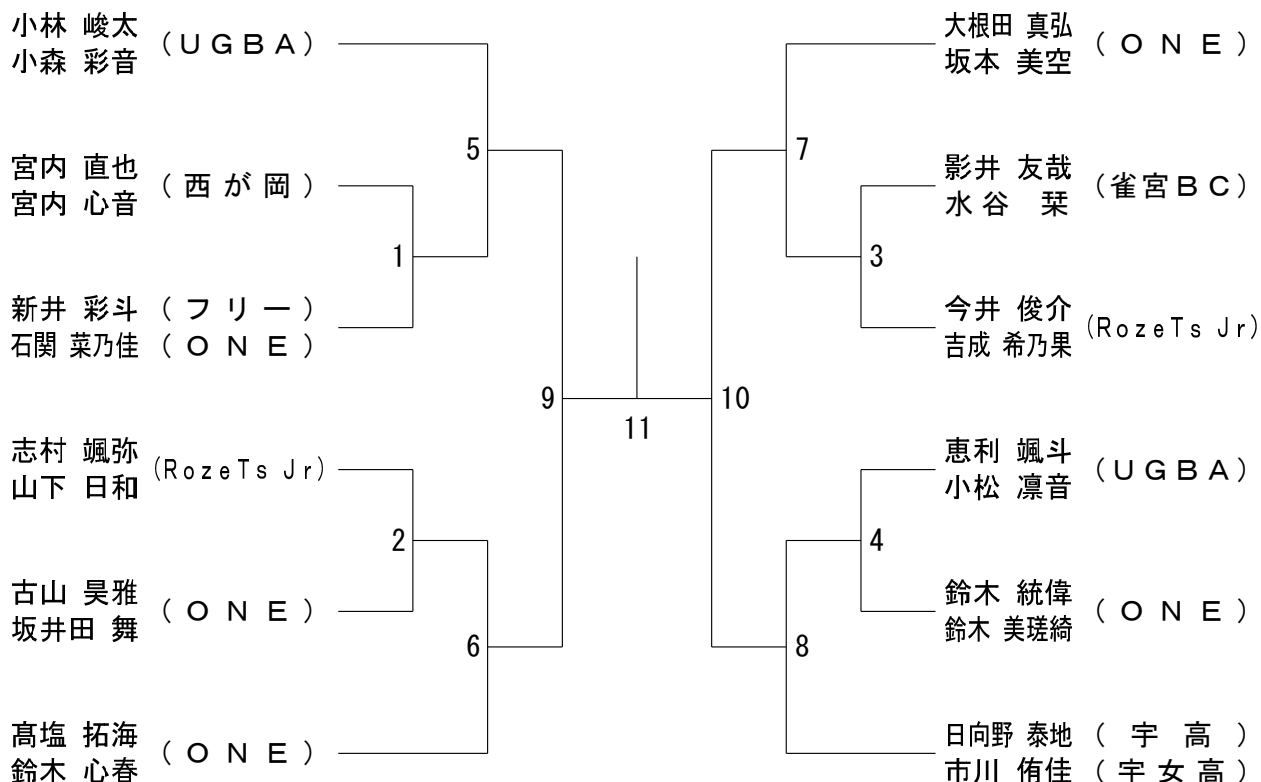 小林 峻太
小森 彩音
(UGBA)
宮内 直也
宮内 心音
(西が岡)
新井 彩斗 (フリー)
石関 菜乃佳 (ONE)
志村 颯弥
山下 日和
(RozeTs Jr)
古山 昊雅
坂井田 舞
(ONE)
髙塩 拓海
鈴木 心春
(ONE)
5
1
2
6
9
11
10
7
3
4
8
大根田 真弘
坂本 美空
(ONE)
影井 友哉
水谷 栞
(雀宮BC)
今井 俊介
吉成 希乃果
(RozeTs Jr)
恵利 颯斗
小松 凛音
(UGBA)
鈴木 統偉
鈴木 美瑳綺
(ONE)
日向野 泰地 (宇高)
市川 侑佳 (宇女高)